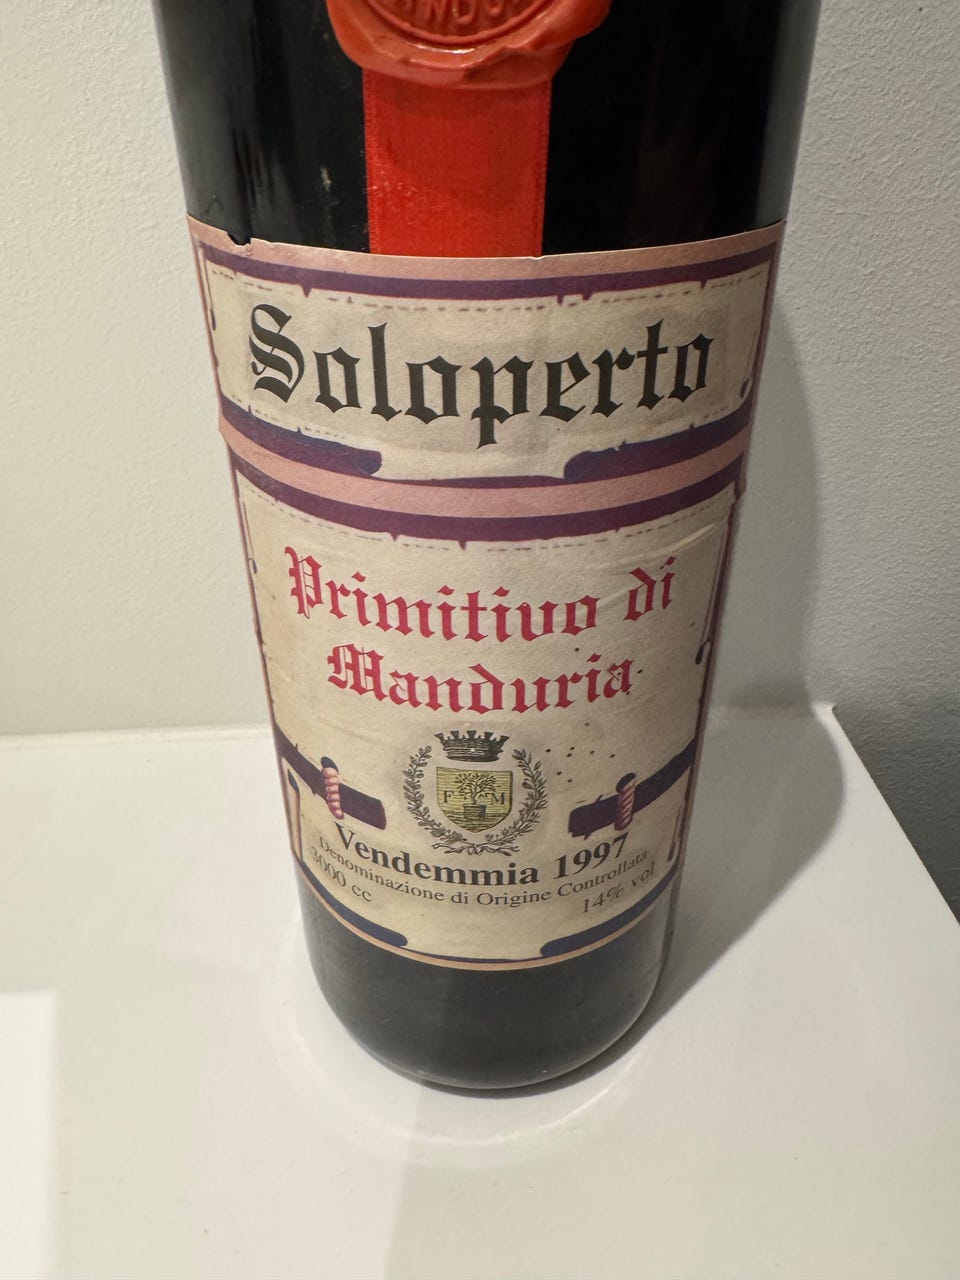 Soloperto
Primitivo di
Manduria
F M
Vendemmia 1997
Denominazione di Origine Controllata
3000 cc
14% vol